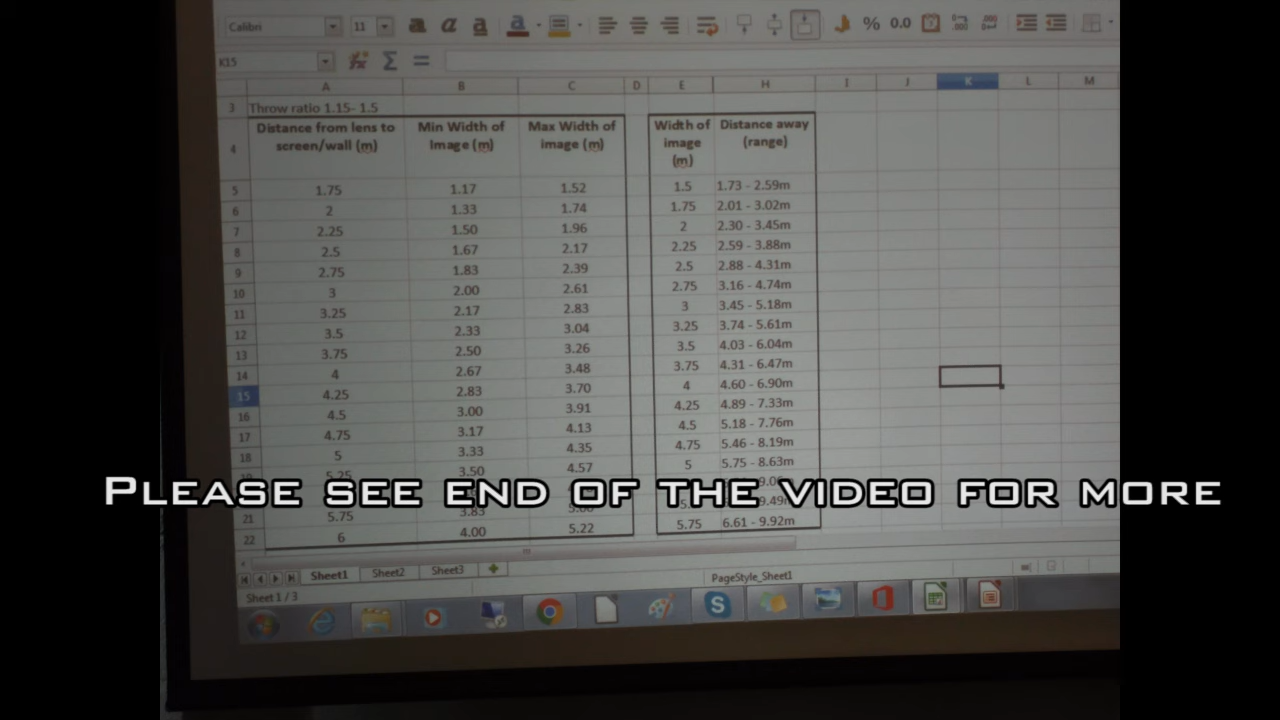 Calibri 11 a a a a % 0.0
K15 fx Σ =
A B C D E H I J K L M
3 Throw ratio 1.15- 1.5
4 Distance from lens to screen/wall (m) Min Width of Image (m) Max Width of image (m) Width of image (m) Distance away (range)
5 1.75 1.17 1.52 1.5 1.73 - 2.59m
6 2 1.33 1.74 1.75 2.01 - 3.02m
7 2.25 1.50 1.96 2 2.30 - 3.45m
8 2.5 1.67 2.17 2.25 2.59 - 3.88m
9 2.75 1.83 2.39 2.5 2.88 - 4.31m
10 3 2.00 2.61 2.75 3.16 - 4.74m
11 3.25 2.17 2.83 3 3.45 - 5.18m
12 3.5 2.33 3.04 3.25 3.74 - 5.61m
13 3.75 2.50 3.26 3.5 4.03 - 6.04m
14 4 2.67 3.48 3.75 4.31 - 6.47m
15 4.25 2.83 3.70 4 4.60 - 6.90m
16 4.5 3.00 3.91 4.25 4.89 - 7.33m
17 4.75 3.17 4.13 4.5 5.18 - 7.76m
18 5 3.33 4.35 4.75 5.46 - 8.19m
5.25 3.50 4.57 5 5.75 - 8.63m
PLEASE SEE END OF THE VIDEO FOR MORE
21 5.75 3.83
22 6 4.00 5.22 5.75 6.61 - 9.92m
Sheet1 Sheet2 Sheet3
Sheet 1 / 3 PageStyle_Sheet1